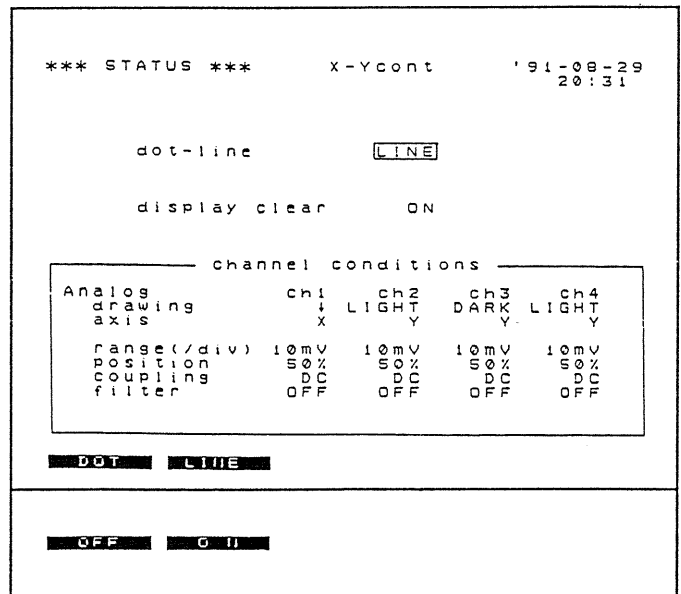 *** STATUS *** X-Ycont '91-08-29
20:31
dot-line LINE
display clear ON
channel conditions
Analog ch1 ch2 ch3 ch4
drawing ↓ LIGHT DARK LIGHT
axis X Y Y Y
range(/div) 10mV 10mV 10mV 10mV
position 50% 50% 50% 50%
coupling DC DC DC DC
filter OFF OFF OFF OFF
DOT LINE
OFF ON